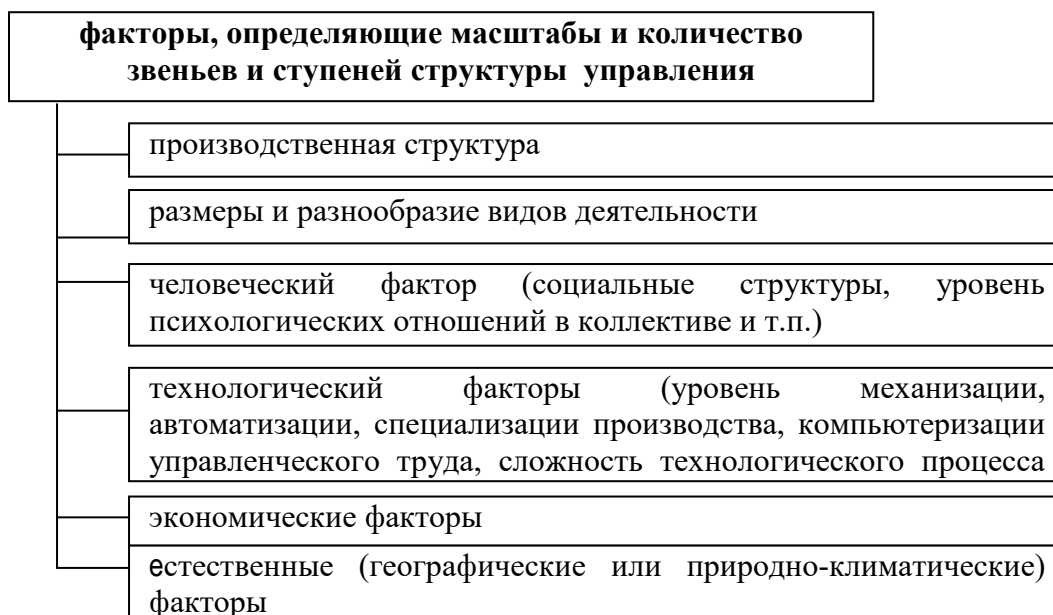 факторы, определяющие масштабы и количество
звеньев и ступеней структуры управления
производственная структура
размеры и разнообразие видов деятельности
человеческий фактор (социальные структуры, уровень
психологических отношений в коллективе и т.п.)
технологический факторы (уровень механизации,
автоматизации, специализации производства, компьютеризации
управленческого труда, сложность технологического процесса
экономические факторы
естественные (географические или природно-климатические)
факторы